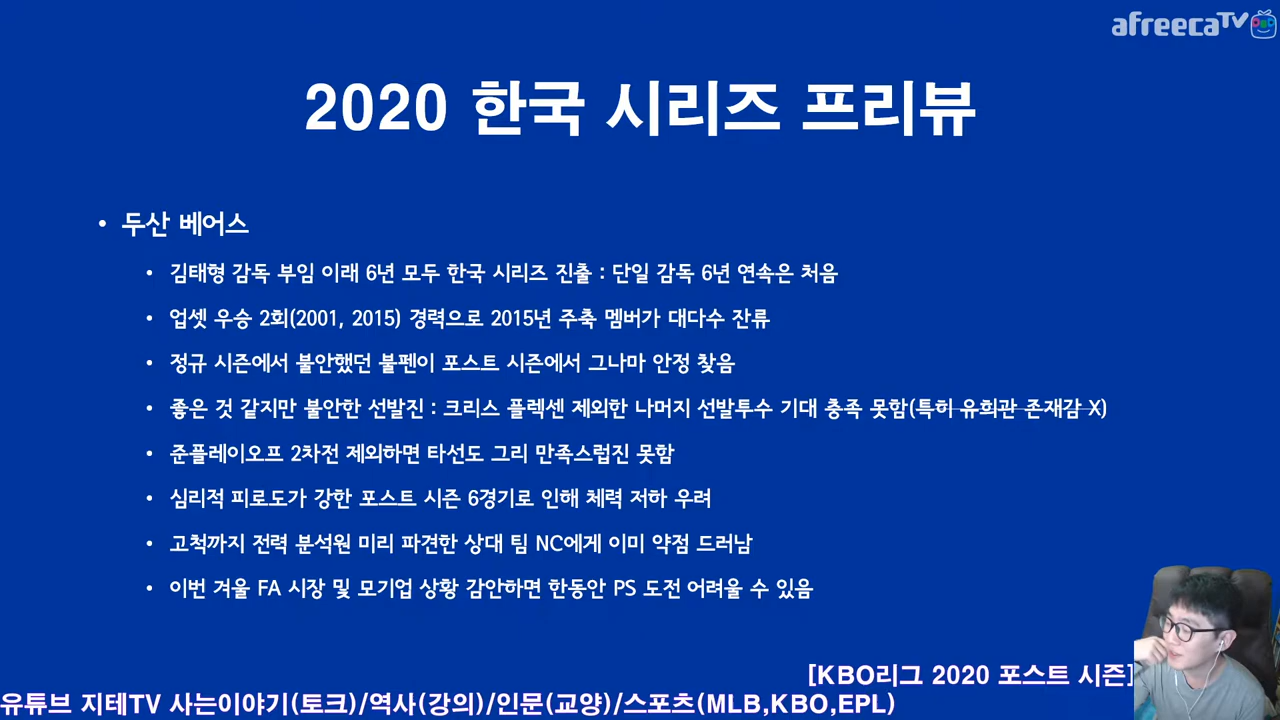 afreecaTV
2020 한국 시리즈 프리뷰
• 두산 베어스
• 김태형 감독 부임 이래 6년 모두 한국 시리즈 진출 : 단일 감독 6년 연속은 처음
• 업셋 우승 2회(2001, 2015) 경력으로 2015년 주축 멤버가 대다수 잔류
• 정규 시즌에서 불안했던 불펜이 포스트 시즌에서 그나마 안정 찾음
• 좋은 것 같지만 불안한 선발진 : 크리스 플렉센 제외한 나머지 선발투수 기대 충족 못함(특히 유희관 존재감 X)
• 준플레이오프 2차전 제외하면 타선도 그리 만족스럽진 못함
• 심리적 피로도가 강한 포스트 시즌 6경기로 인해 체력 저하 우려
• 고척까지 전력 분석원 미리 파견한 상대 팀 NC에게 이미 약점 드러남
• 이번 겨울 FA 시장 및 모기업 상황 감안하면 한동안 PS 도전 어려울 수 있음
[KBO리그 2020 포스트 시즌]
유튜브 지테TV 사는이야기(토크)/역사(강의)/인문(교양)/스포츠(MLB,KBO,EPL)